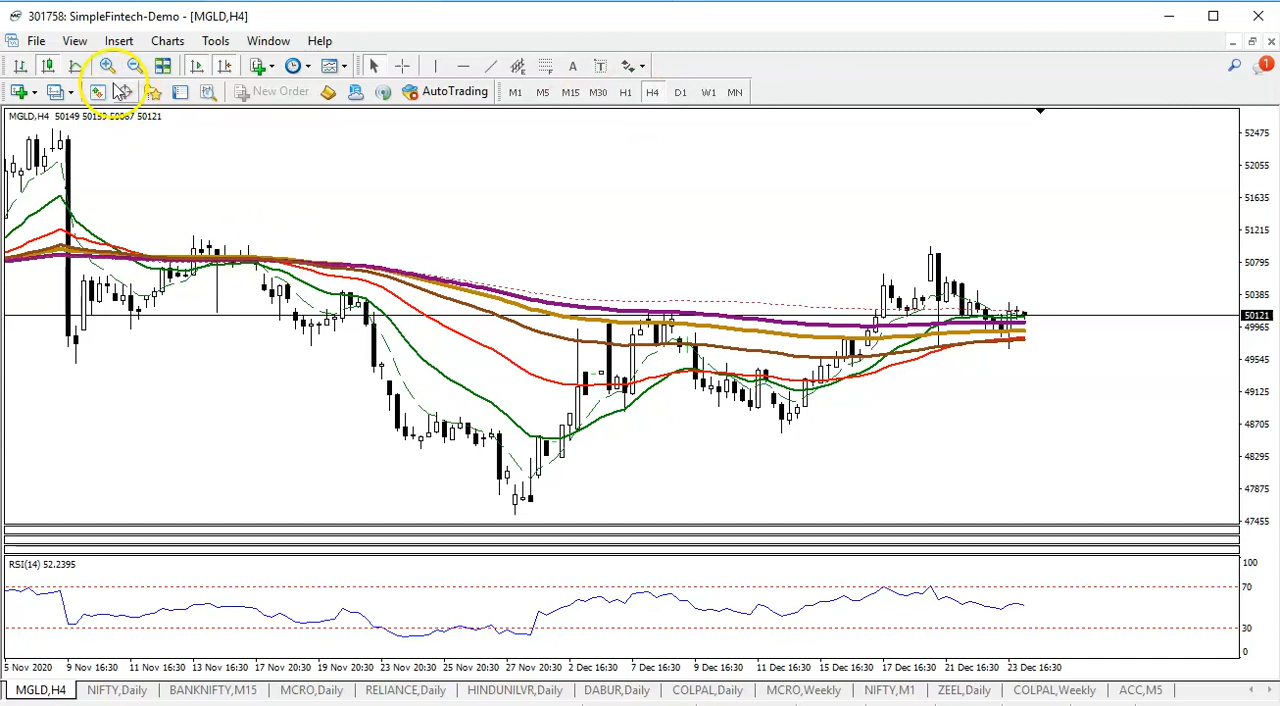 301758: SimpleFintech-Demo - [MGLD,H4]
File View Insert Charts Tools Window Help
1
New Order AutoTrading M1 M5 M15 M30 H1 H4 D1 W1 MN
MGLD,H4 50149 50121
52475
52055
51635
51215
50795
50385
50121
49965
49545
49125
48705
48295
47875
47455
RSI(14) 52.2395
100
70
30
0
5 Nov 2020 9 Nov 16:30 11 Nov 16:30 13 Nov 16:30 17 Nov 20:30 19 Nov 20:30 23 Nov 20:30 25 Nov 20:30 27 Nov 20:30 2 Dec 16:30 7 Dec 16:30 9 Dec 16:30 11 Dec 16:30 15 Dec 16:30 17 Dec 16:30 21 Dec 16:30 23 Dec 16:30
MGLD,H4 NIFTY,Daily BANKNIFTY,M15 MCRO,Daily RELIANCE,Daily HINDUNILVR,Daily DABUR,Daily COLPAL,Daily MCRO,Weekly NIFTY,M1 ZEEL,Daily COLPAL,Weekly ACC,M5